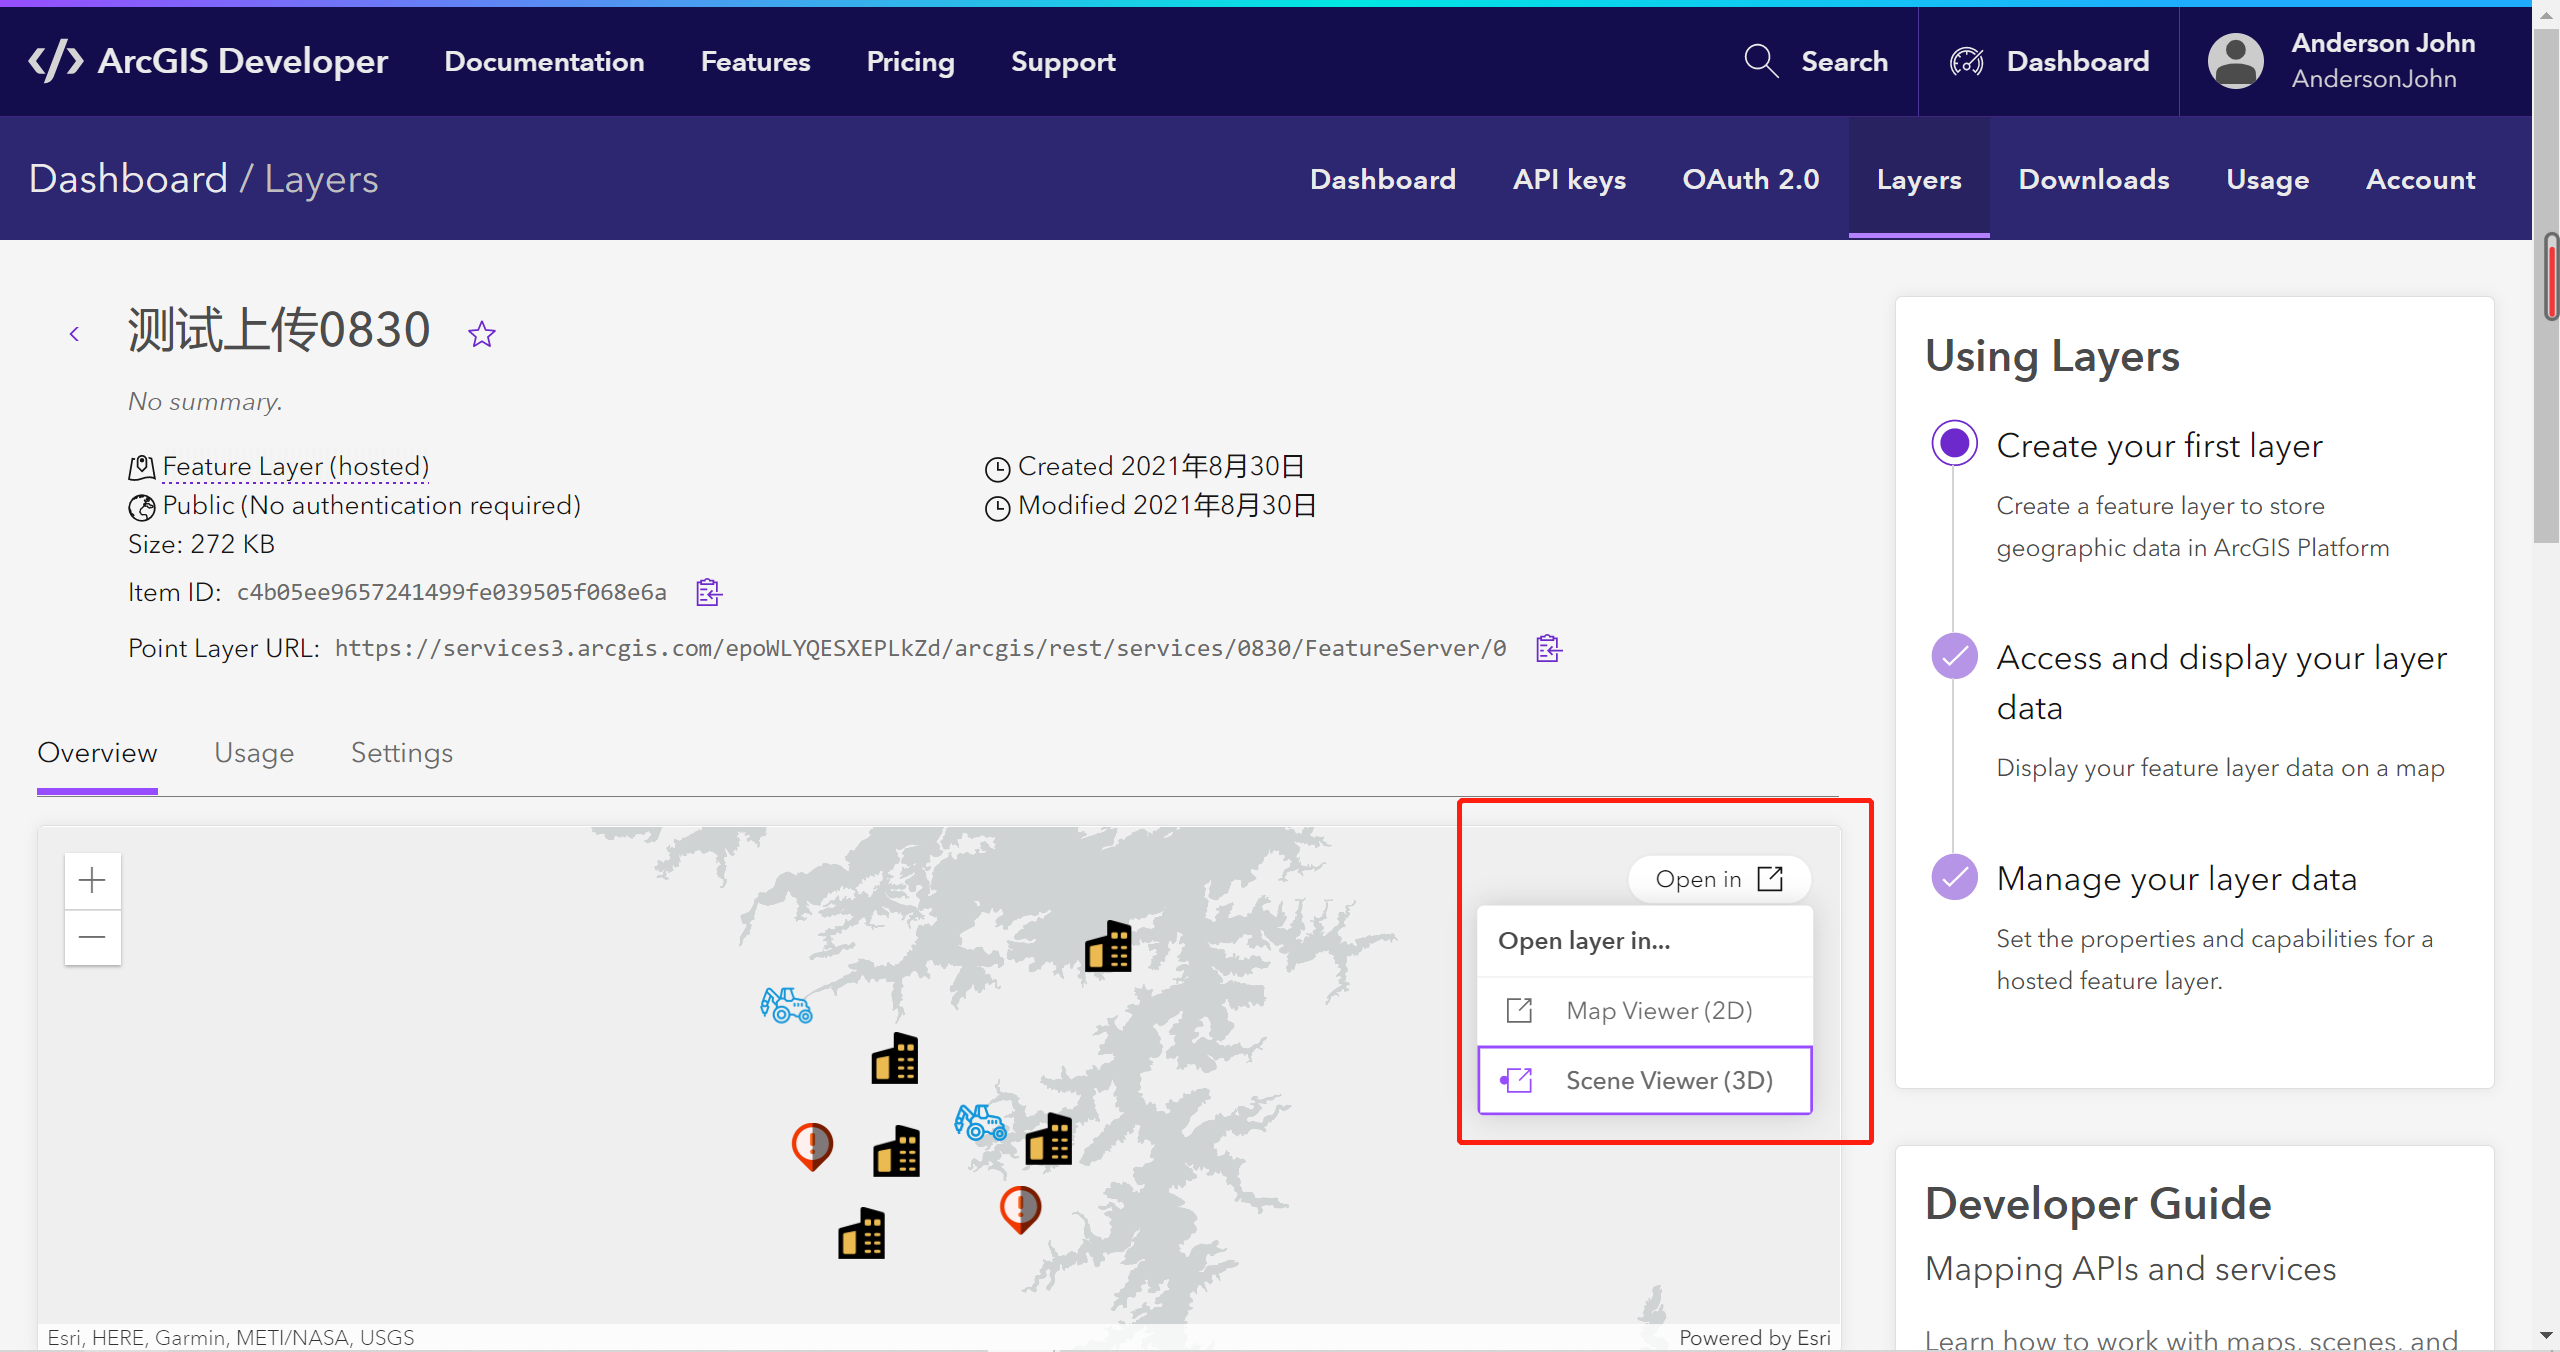 ArcGIS Developer
Documentation
Features
Pricing
Support
Search
Dashboard
Anderson John
AndersonJohn
Dashboard / Layers
Dashboard
API keys
OAuth 2.0
Layers
Downloads
Usage
Account
测试上传0830
No summary.
Feature Layer (hosted)
Created 2021年8月30日
Public (No authentication required)
Modified 2021年8月30日
Size: 272 KB
Item ID: c4b05ee9657241499fe039505f068e6a
Point Layer URL: https://services3.arcgis.com/epoWLYQESXEPLkZd/arcgis/rest/services/0830/FeatureServer/0
Overview
Usage
Settings
Open in
Open layer in...
Map Viewer (2D)
Scene Viewer (3D)
Esri, HERE, Garmin, METI/NASA, USGS
Powered by Esri
Using Layers
Create your first layer
Create a feature layer to store
geographic data in ArcGIS Platform
Access and display your layer
data
Display your feature layer data on a map
Manage your layer data
Set the properties and capabilities for a
hosted feature layer.
Developer Guide
Mapping APIs and services
Learn how to work with maps, scenes, and